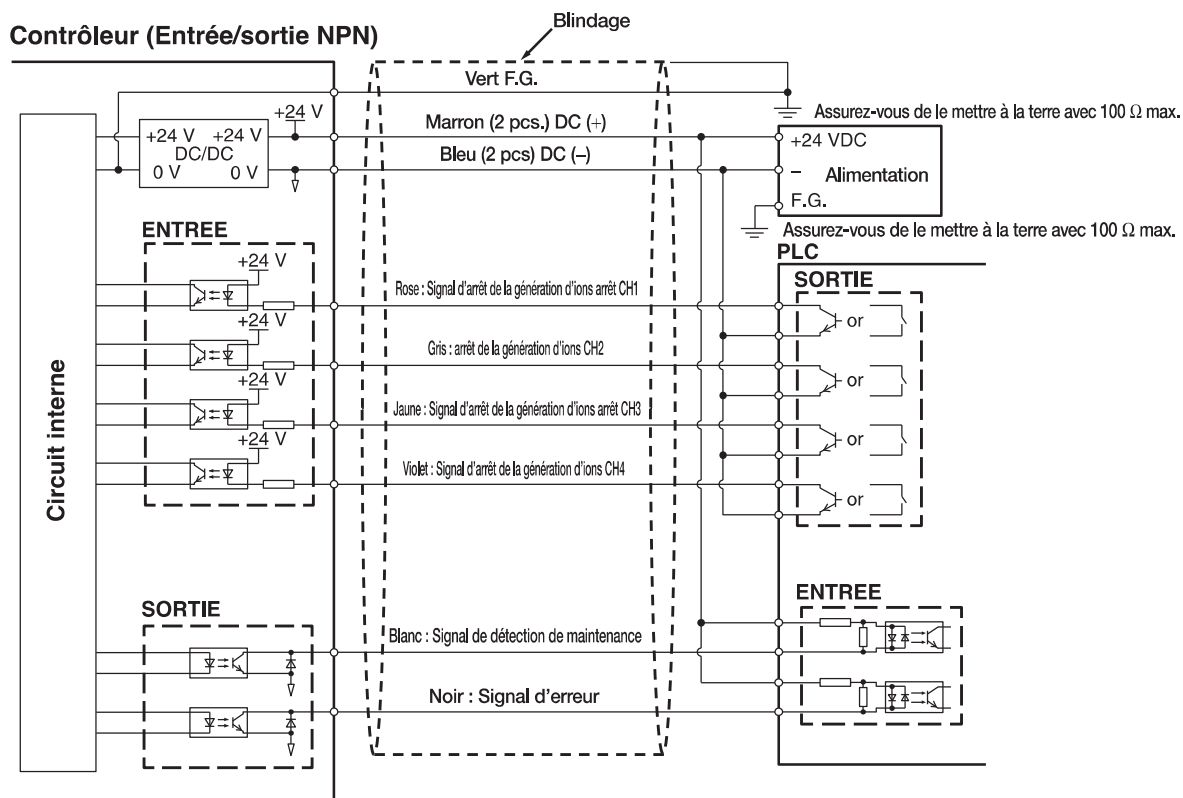 Blindage
Contrôleur (Entrée/sortie NPN)
Vert F.G.
Assurez-vous de le mettre à la terre avec 100 Ω max.
+24 V
Marron (2 pcs.) DC (+)
+24 V +24 V
DC/DC
0 V 0 V
+24 VDC
Bleu (2 pcs) DC (–)
– Alimentation
F.G.
Assurez-vous de le mettre à la terre avec 100 Ω max.
ENTREE
PLC
+24 V
SORTIE
Rose : Signal d'arrêt de la génération d'ions arrêt CH1
or
+24 V
Gris : arrêt de la génération d'ions CH2
or
+24 V
Jaune : Signal d'arrêt de la génération d'ions arrêt CH3
or
+24 V
Violet : Signal d'arrêt de la génération d'ions CH4
or
Circuit interne
ENTREE
SORTIE
Blanc : Signal de détection de maintenance
Noir : Signal d'erreur